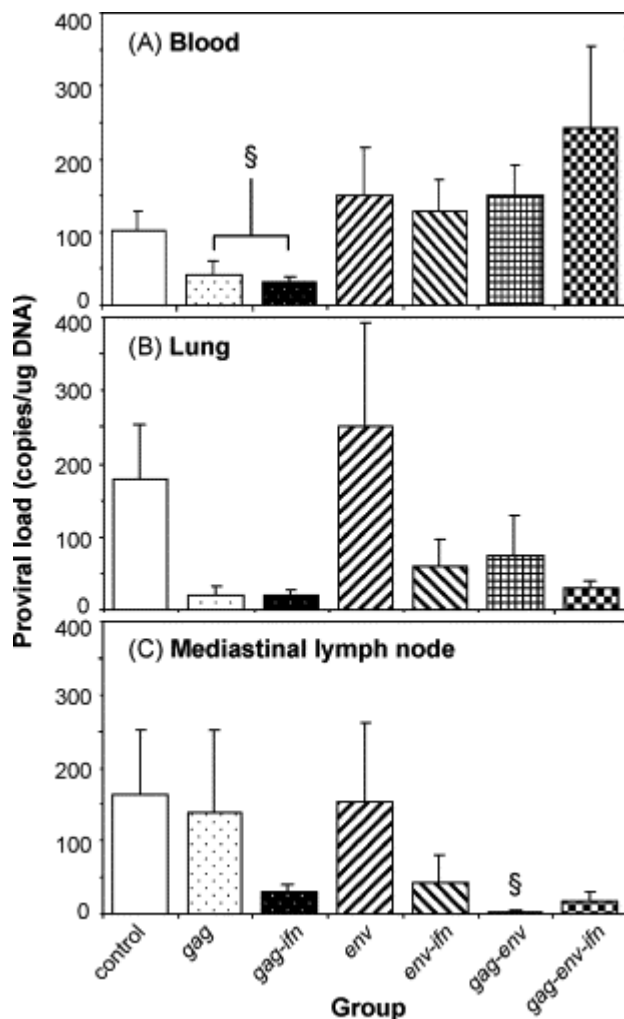 400
(A) Blood
300
§
200
100
0
400
(B) Lung
300
200
100
0
400
(C) Mediastinal lymph node
300
200
100
§
0
control
gag
gag-ifn
env
env-ifn
gag-env
gag-env-ifn
Group
Proviral load (copies/ug DNA)